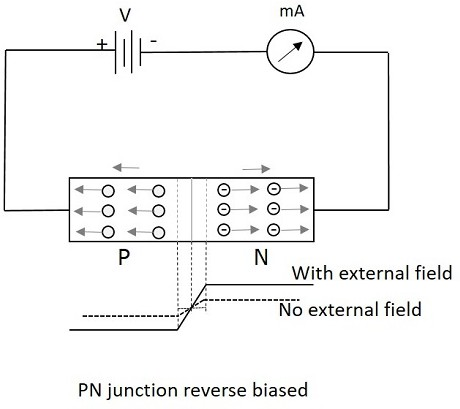 V
mA
+ -
P
N
With external field
No external field
PN junction reverse biased